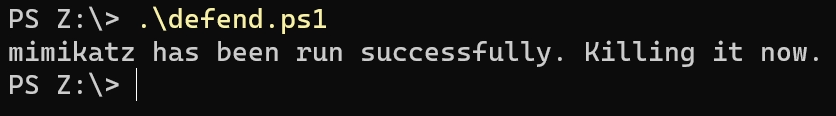 PS Z:\> .\defend.ps1
mimikatz has been run successfully. Killing it now.
PS Z:\>